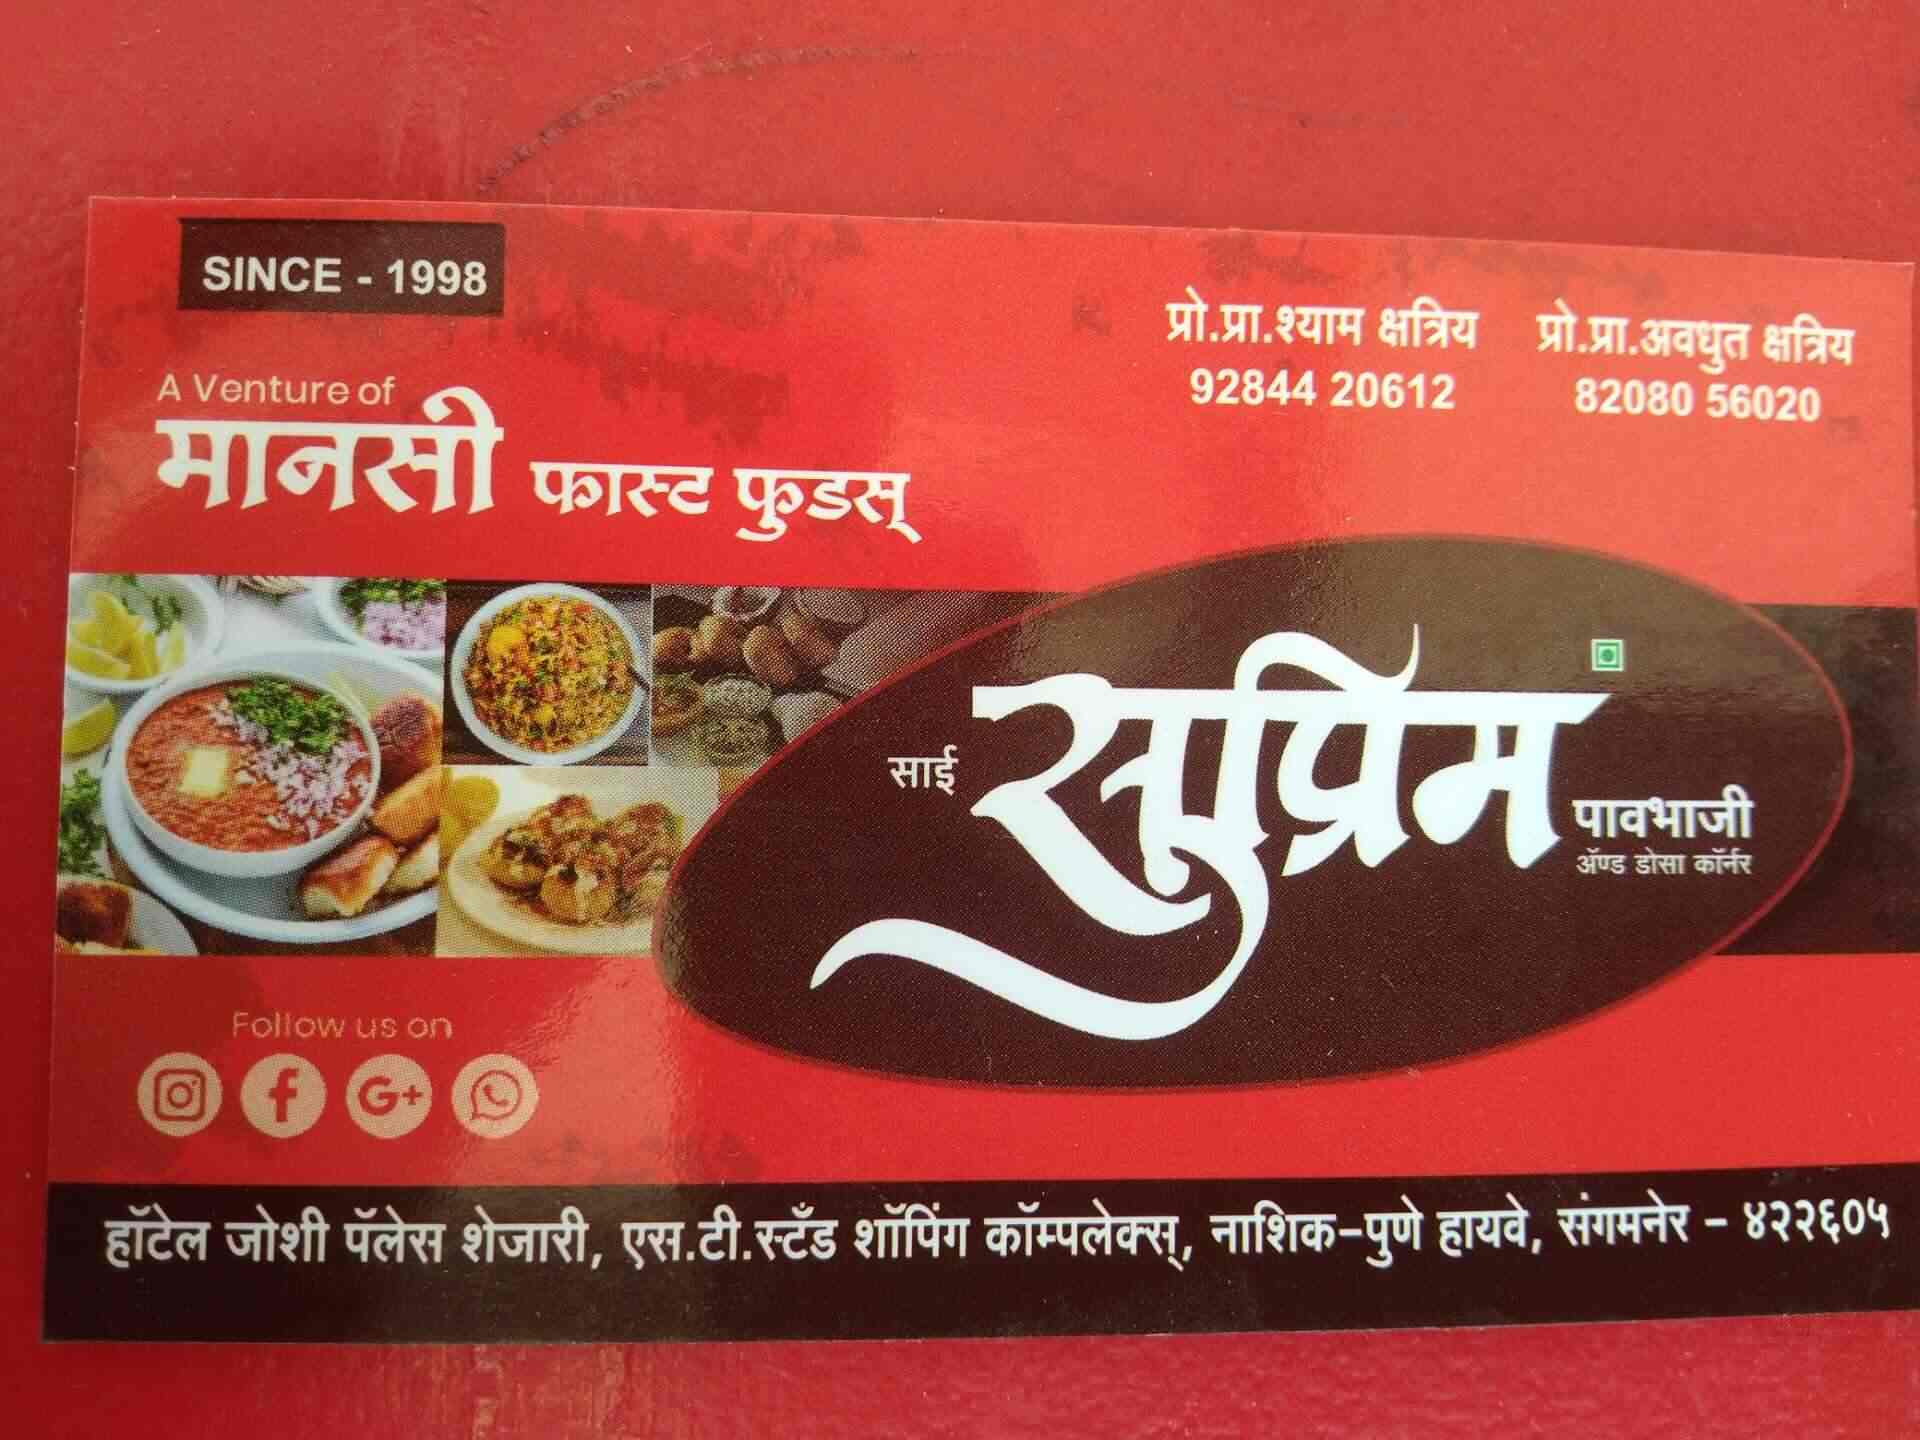 SINCE - 1998
प्रो.प्रा.श्याम क्षत्रिय
92844 20612
प्रो.प्रा.अवधुत क्षत्रिय
82080 56020
A Venture of
मानसी फास्ट फुडस्
साई सुप्रिम पावभाजी
ॲण्ड डोसा कॉर्नर
Follow us on
हॉटेल जोशी पॅलेस शेजारी, एस.टी.स्टँड शॉपिंग कॉम्पलेक्स्, नाशिक-पुणे हायवे, संगमनेर - ४२२६०५